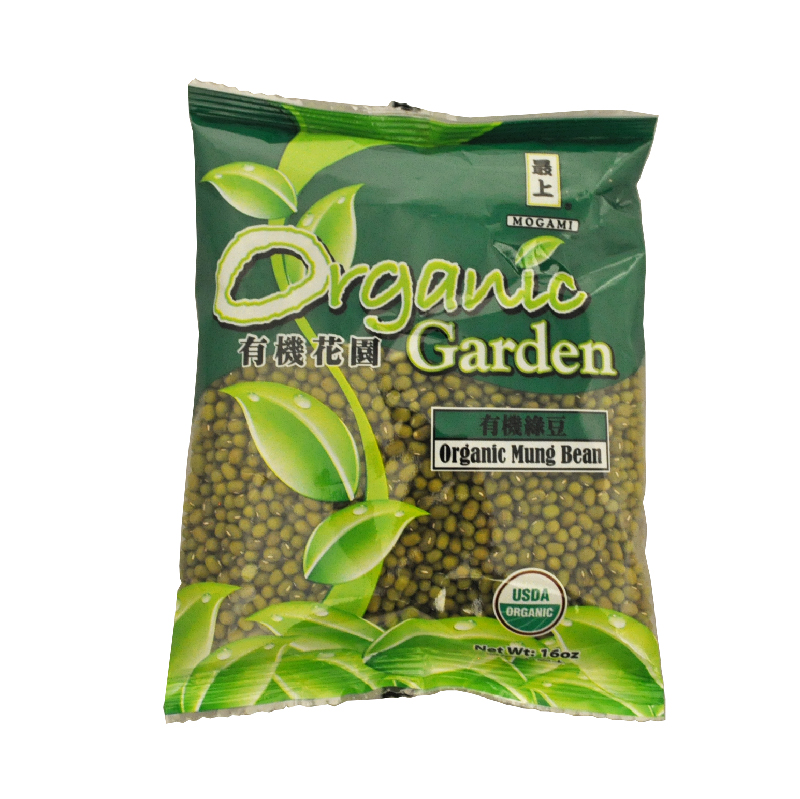 最上
MOGAMI
Organic
有機花園 Garden
有機綠豆
Organic Mung Bean
USDA
ORGANIC
Net Wt: 16oz